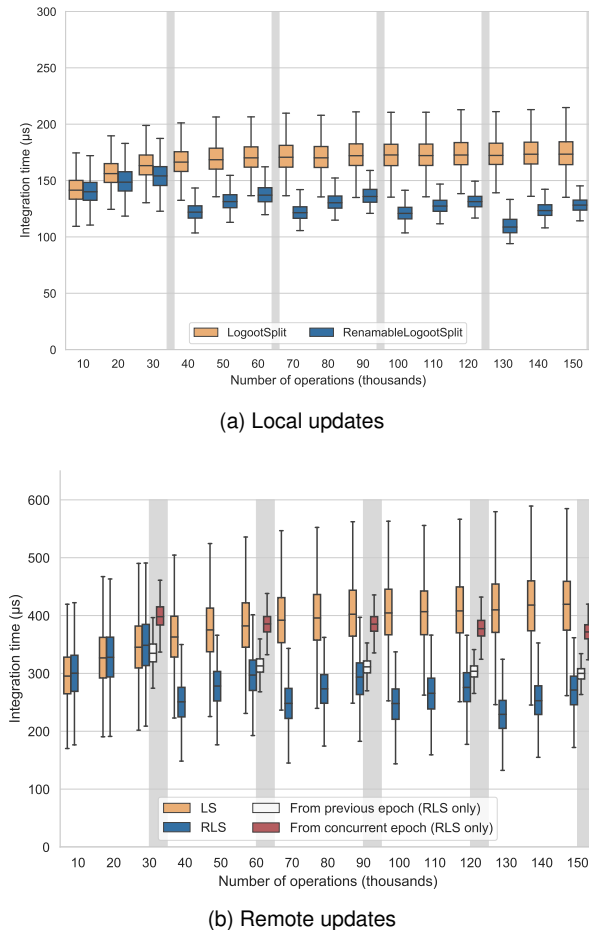 300
250
200
150
100
50
0
Integration time (μs)
LogootSplit RenamableLogootSplit
10 20 30 40 50 60 70 80 90 100 110 120 130 140 150
Number of operations (thousands)
(a) Local updates
600
500
400
300
200
100
0
Integration time (μs)
LS From previous epoch (RLS only)
RLS From concurrent epoch (RLS only)
10 20 30 40 50 60 70 80 90 100 110 120 130 140 150
Number of operations (thousands)
(b) Remote updates